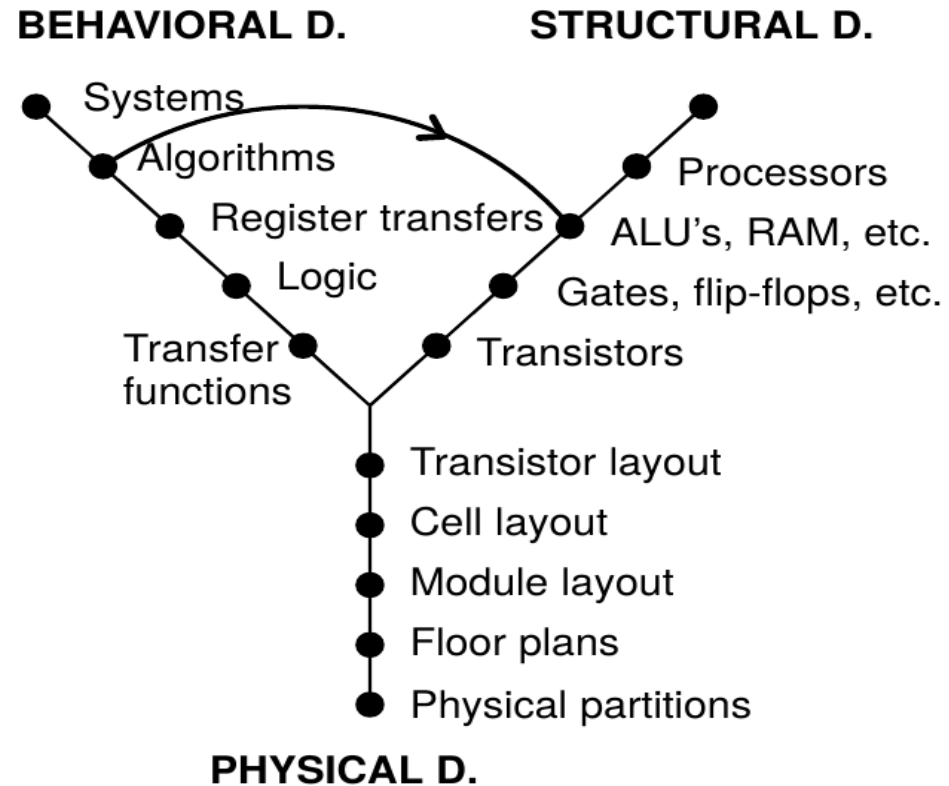 BEHAVIORAL D.
STRUCTURAL D.
Systems
Algorithms
Processors
Register transfers
ALU's, RAM, etc.
Logic
Gates, flip-flops, etc.
Transfer
functions
Transistors
Transistor layout
Cell layout
Module layout
Floor plans
Physical partitions
PHYSICAL D.